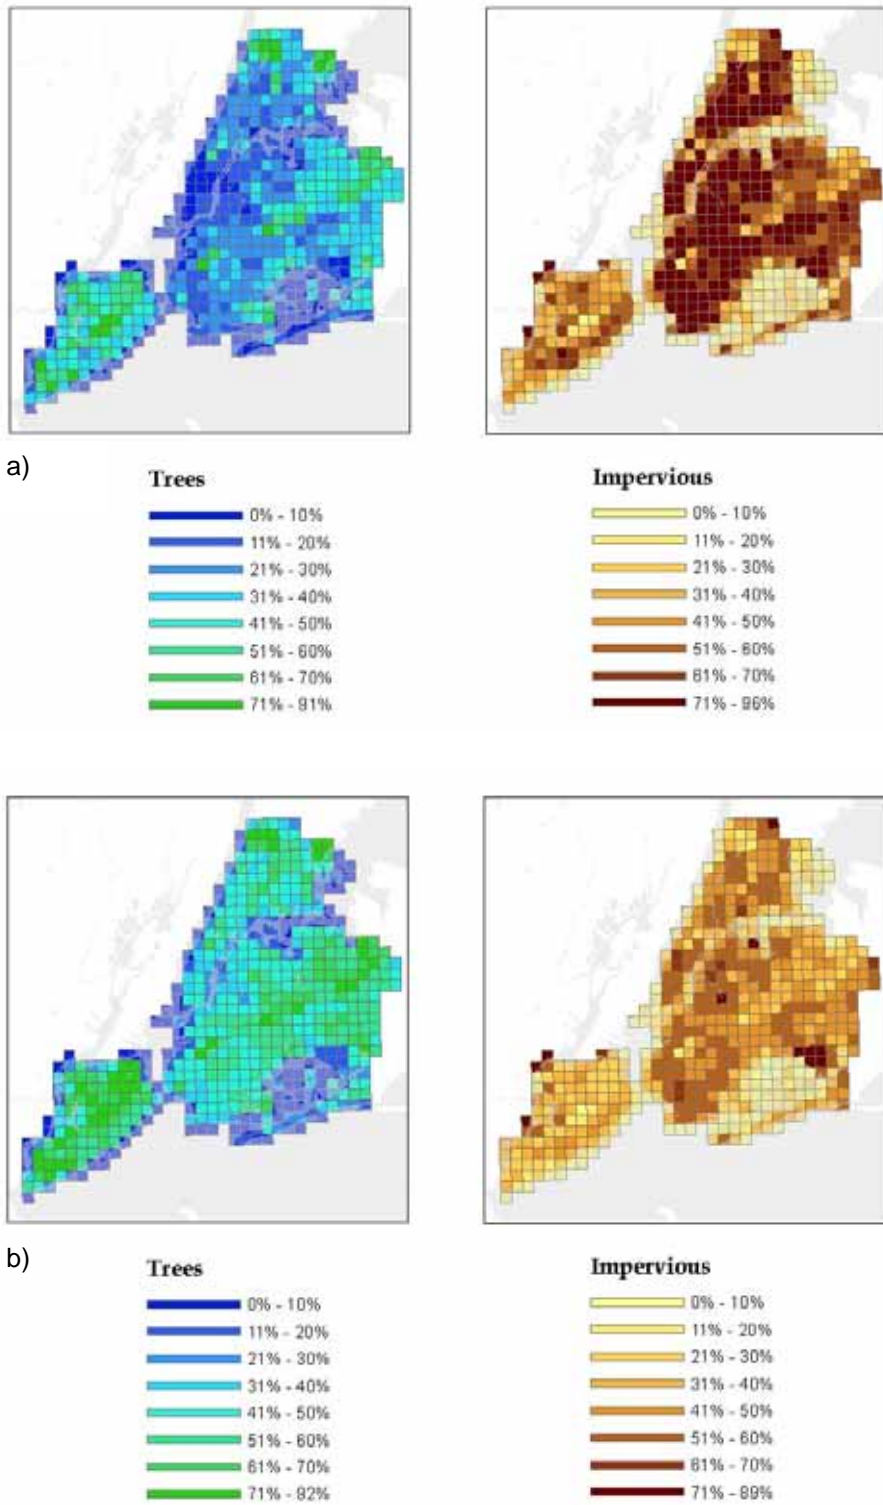 a)
Trees
0% - 10%
11% - 20%
21% - 30%
31% - 40%
41% - 50%
51% - 60%
61% - 70%
71% - 91%
Impervious
0% - 10%
11% - 20%
21% - 30%
31% - 40%
41% - 50%
51% - 60%
61% - 70%
71% - 96%
b)
Trees
0% - 10%
11% - 20%
21% - 30%
31% - 40%
41% - 50%
51% - 60%
61% - 70%
71% - 92%
Impervious
0% - 10%
11% - 20%
21% - 30%
31% - 40%
41% - 50%
51% - 60%
61% - 70%
71% - 89%